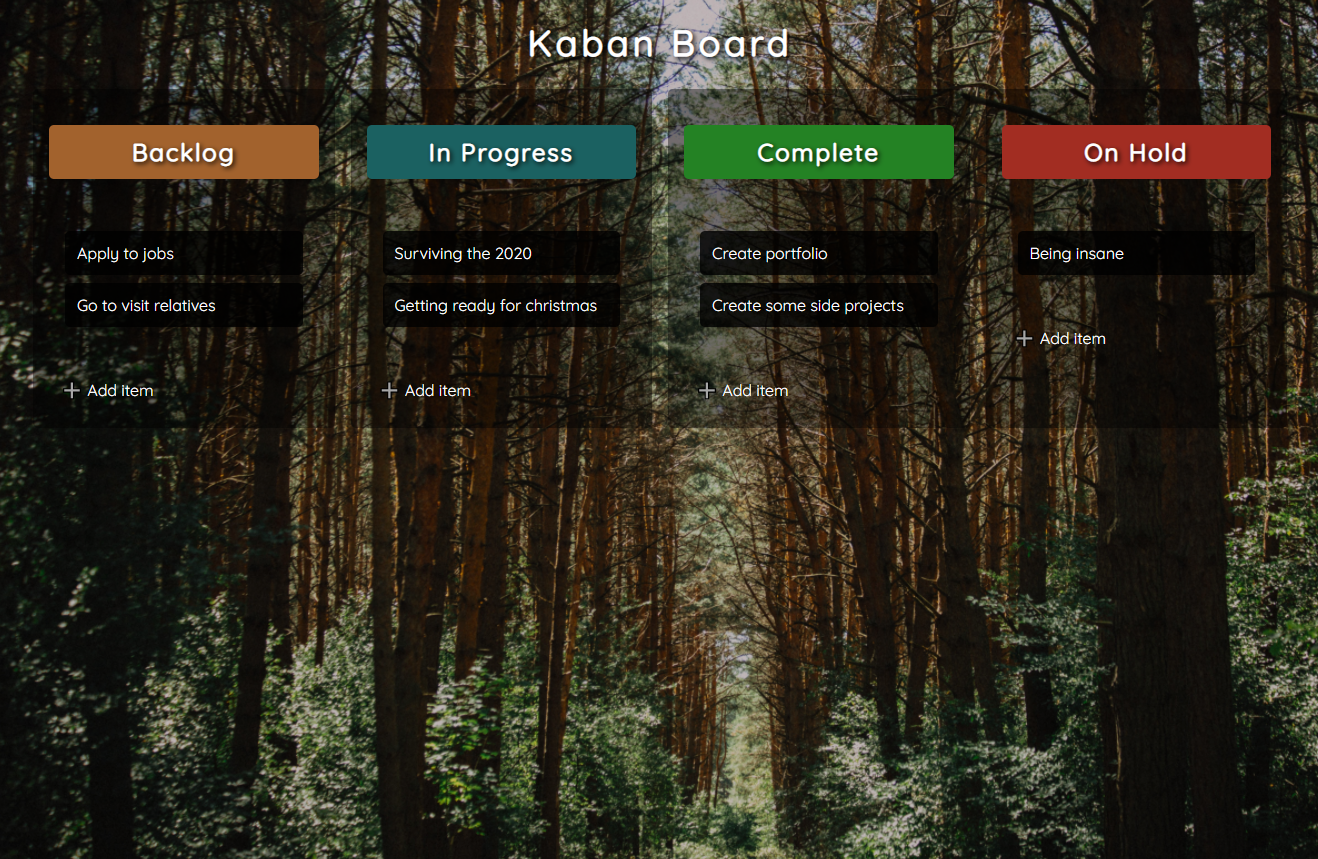 Kaban Board
Backlog
Apply to jobs
Go to visit relatives
Add item
In Progress
Surviving the 2020
Getting ready for christmas
Add item
Complete
Create portfolio
Create some side projects
Add item
On Hold
Being insane
Add item